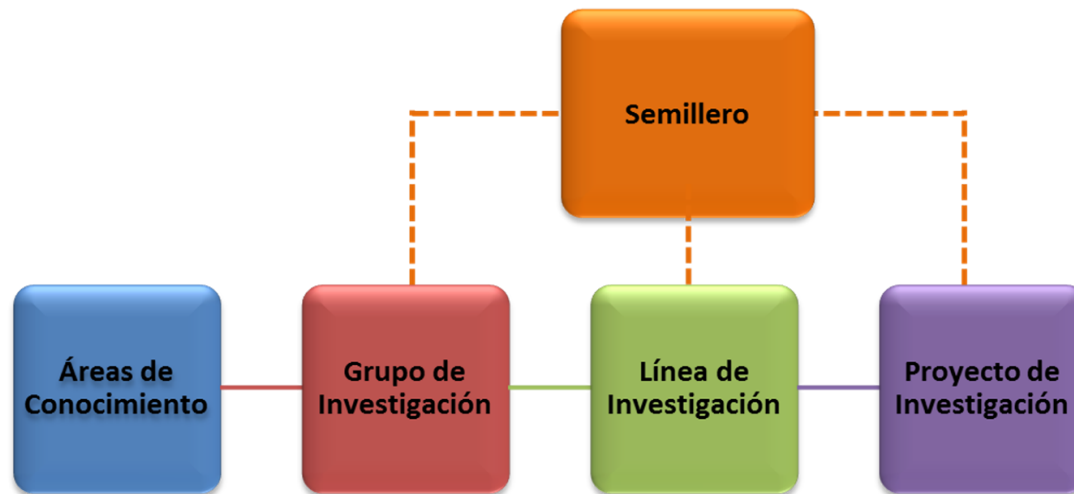 Semillero
Áreas de
Conocimiento
Grupo de
Investigación
Línea de
Investigación
Proyecto de
Investigación